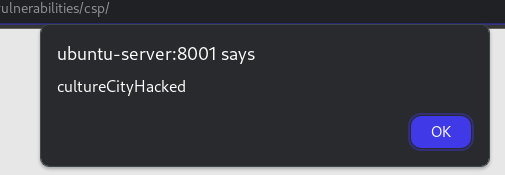 ulnerabilities/csp/
ubuntu-server:8001 says
cultureCityHacked
OK